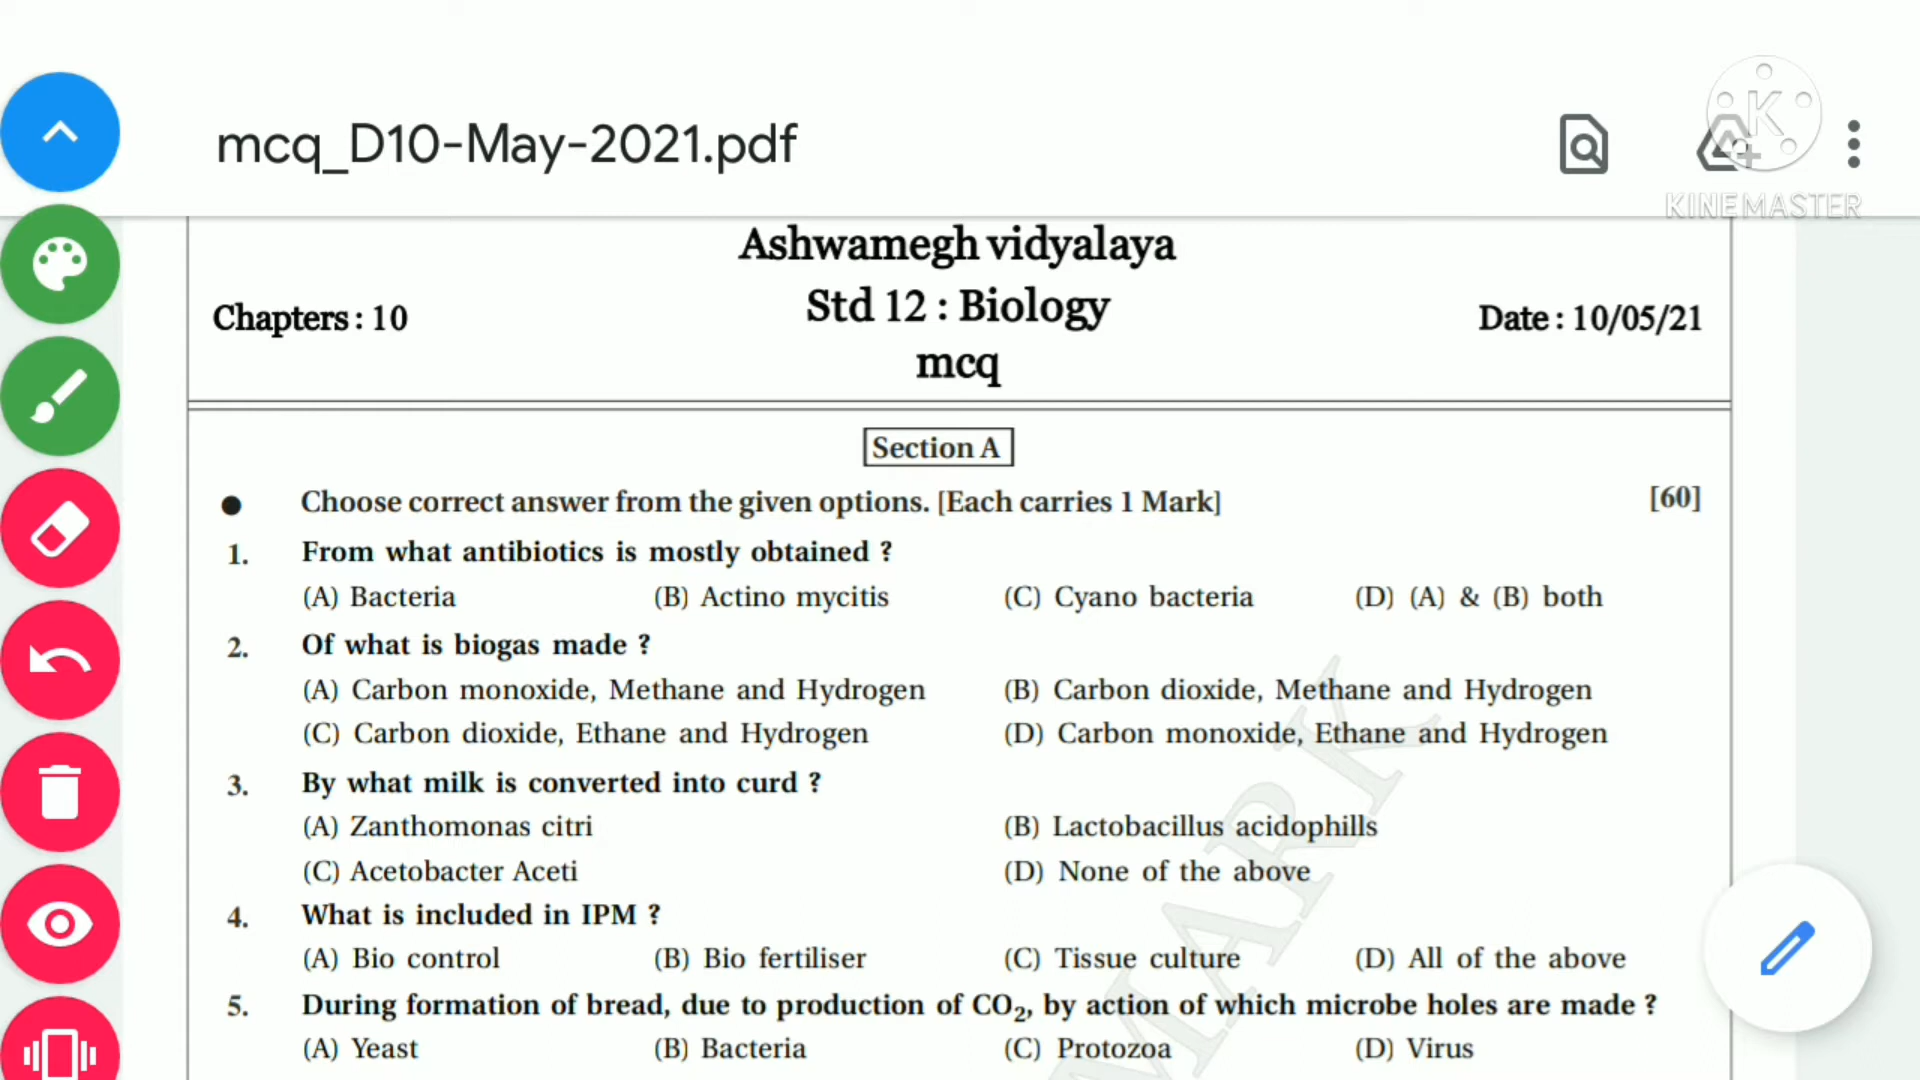 mcq_D10-May-2021.pdf
K
KINEMASTER
Ashwamegh vidyalaya
Chapters : 10
Std 12 : Biology
Date : 10/05/21
mcq
Section A
● Choose correct answer from the given options. [Each carries 1 Mark] [60]
1. From what antibiotics is mostly obtained ?
(A) Bacteria (B) Actino mycitis (C) Cyano bacteria (D) (A) & (B) both
2. Of what is biogas made ?
(A) Carbon monoxide, Methane and Hydrogen (B) Carbon dioxide, Methane and Hydrogen
(C) Carbon dioxide, Ethane and Hydrogen (D) Carbon monoxide, Ethane and Hydrogen
3. By what milk is converted into curd ?
(A) Zanthomonas citri (B) Lactobacillus acidophills
(C) Acetobacter Aceti (D) None of the above
4. What is included in IPM ?
(A) Bio control (B) Bio fertiliser (C) Tissue culture (D) All of the above
5. During formation of bread, due to production of CO₂, by action of which microbe holes are made ?
(A) Yeast (B) Bacteria (C) Protozoa (D) Virus
MARK